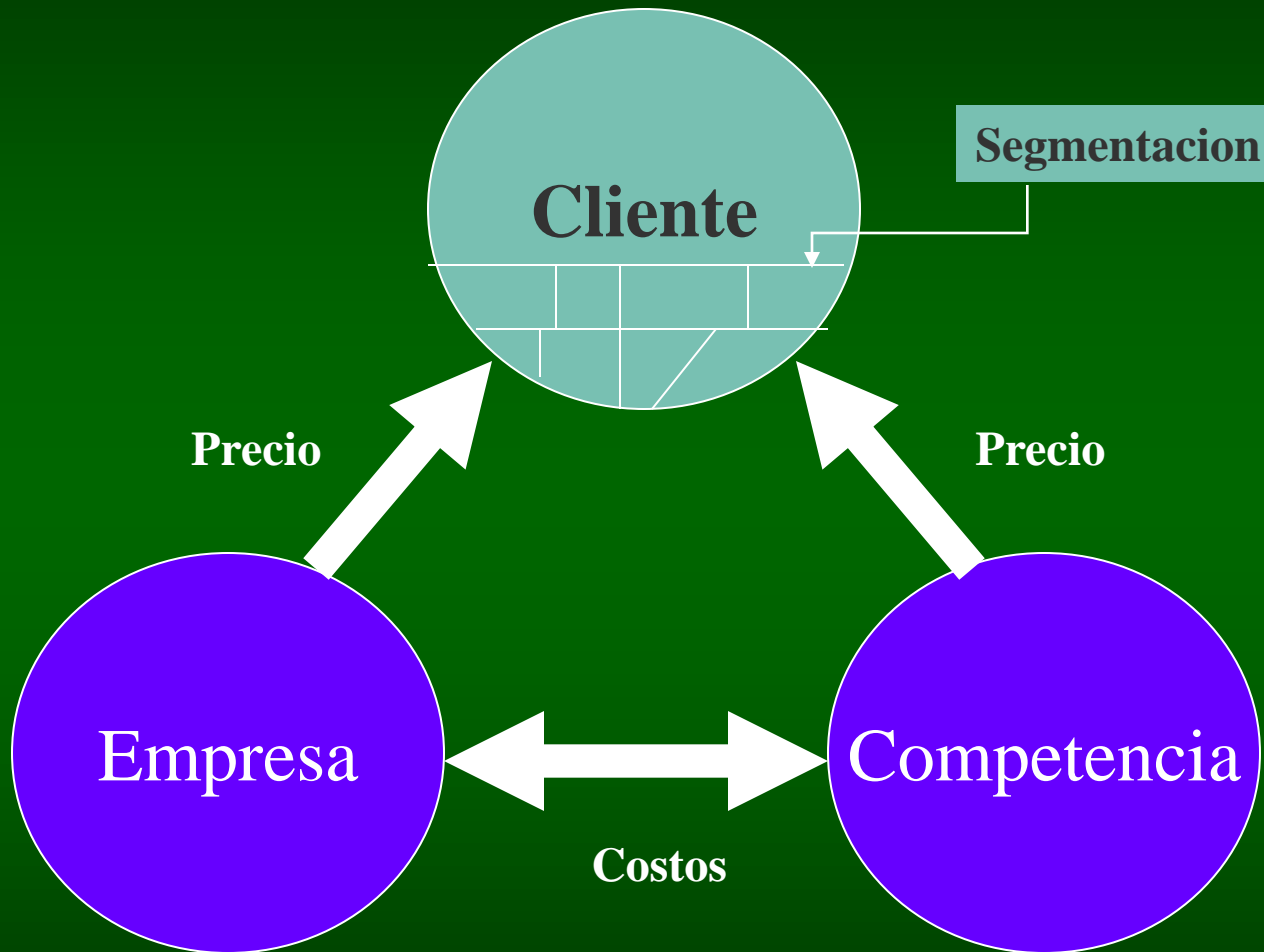 Segmentacion
Cliente
Precio
Precio
Empresa
Competencia
Costos